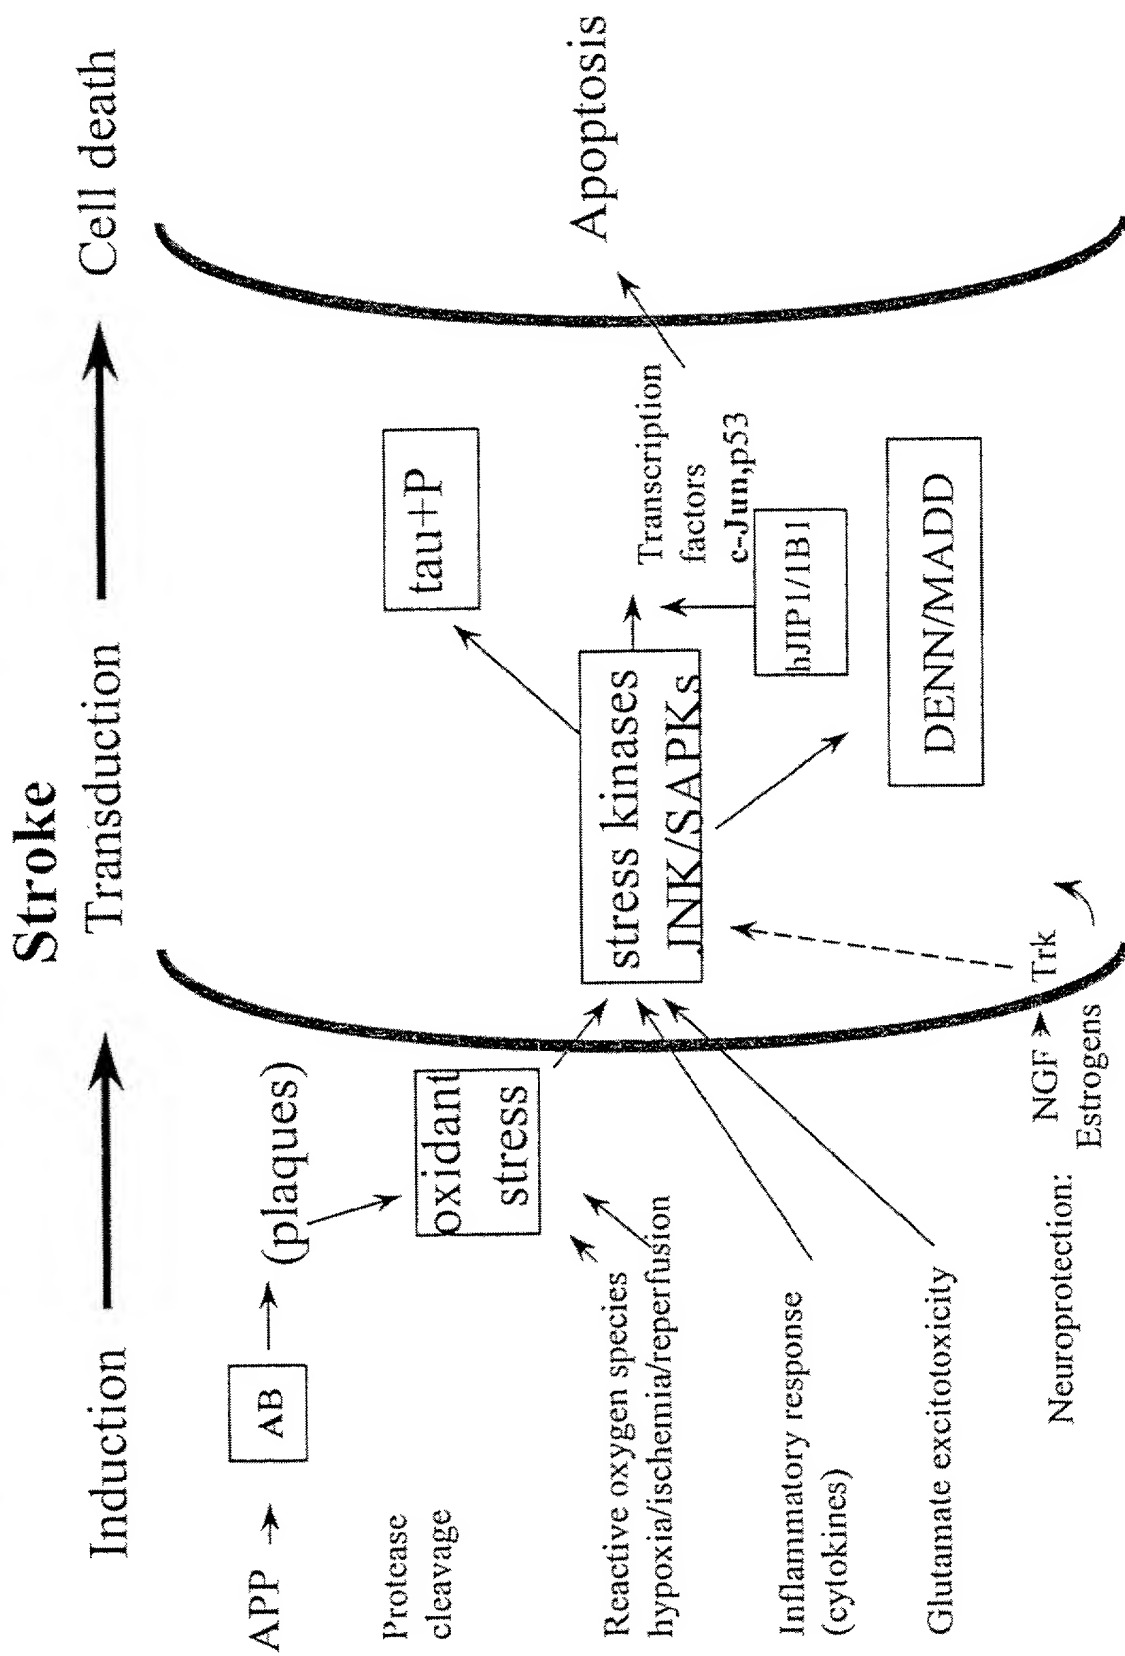 Stroke
Induction
Transduction
Cell death
APP
AB
(plaques)
Protease
cleavage
oxidant
stress
Reactive oxygen species
hypoxia/ischemia/reperfusion
Inflammatory response
(cytokines)
Glutamate excitotoxicity
Neuroprotection:
NGF
Trk
Estrogens
stress kinases
JNK/SAPKs
tau+P
Transcription
factors
c-Jun,p53
hJIP1/1B1
DENN/MADD
Apoptosis